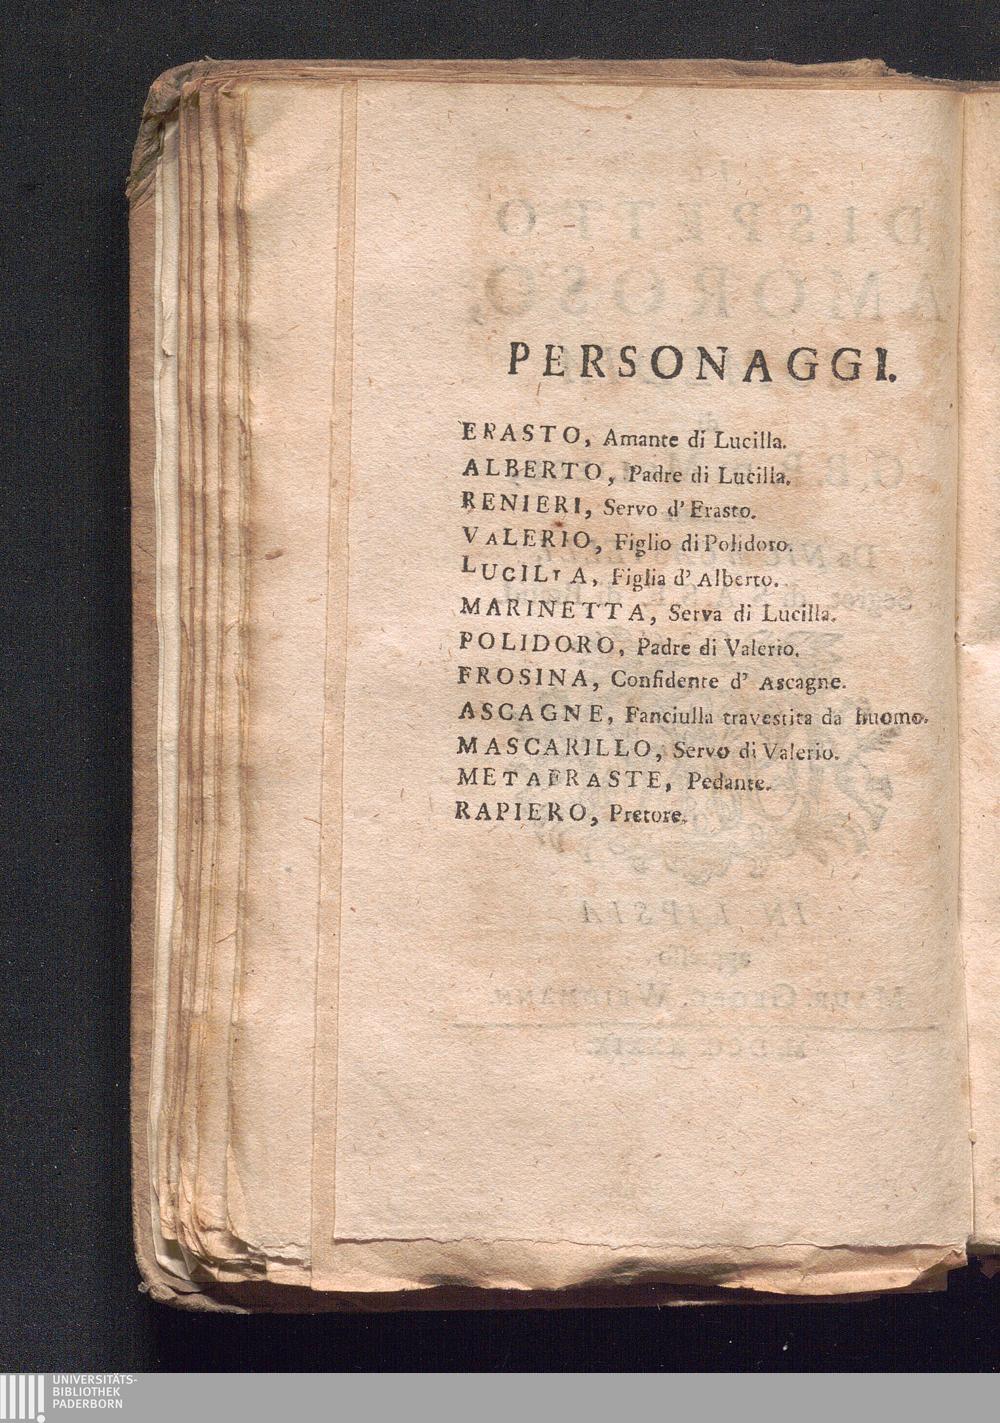 PERSONAGGI.
ERASTO, Amante di Lucilla.
ALBERTO, Padre di Lucilla.
RENIERI, Servo d'Erasto.
VALERIO, Figlio di Polidoro.
LUCILIA, Figlia d' Alberto.
MARINETTA, Serva di Lucilla.
POLIDORO, Padre di Valerio.
FROSINA, Confidente d' Ascagne.
ASCAGNE, Fanciulla travestita da huomo.
MASCARILLO, Servo di Valerio.
METAFRASTE, Pedante.
RAPIERO, Pretore.
UNIVERSITÄTS-
BIBLIOTHEK
PADERBORN